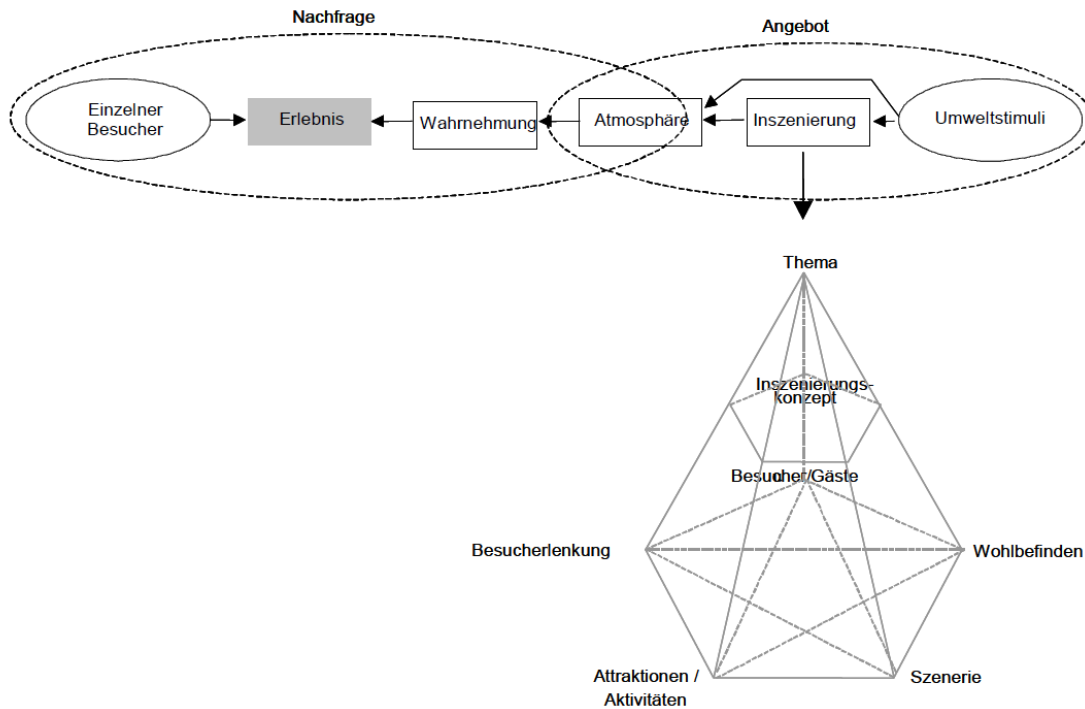 Nachfrage
Angebot
Einzelner
Besucher
Erlebnis
Wahrnehmung
Atmosphäre
Inszenierung
Umweltstimuli
Thema
Inszenierungs-
konzept
Besucher/Gäste
Besucherlenkung
Wohlbefinden
Attraktionen /
Aktivitäten
Szenerie